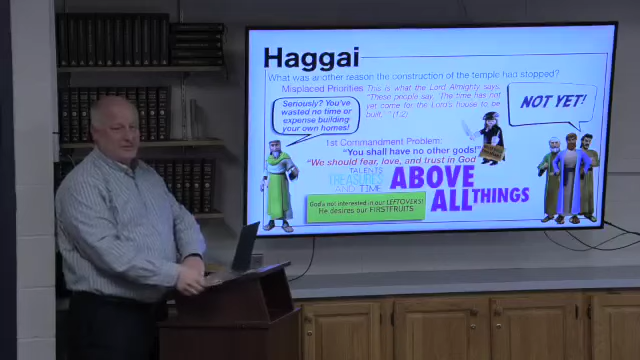 Haggai
What was another reason the construction of the temple had stopped?
Misplaced Priorities This is what the Lord Almighty says:
"These people say, 'The time has not
yet come for the Lord's house to be
built,'" (1:2)
Seriously? You've
wasted no time or
expense building
your own homes!
NOT YET!
1st Commandment Problem:
"You shall have no other gods!"
"We should fear, love, and trust in God
TALENTS
TREASURES
AND TIME
ABOVE
ALL THINGS
God's not interested in our LEFTOVERS!
He desires our FIRSTFRUITS